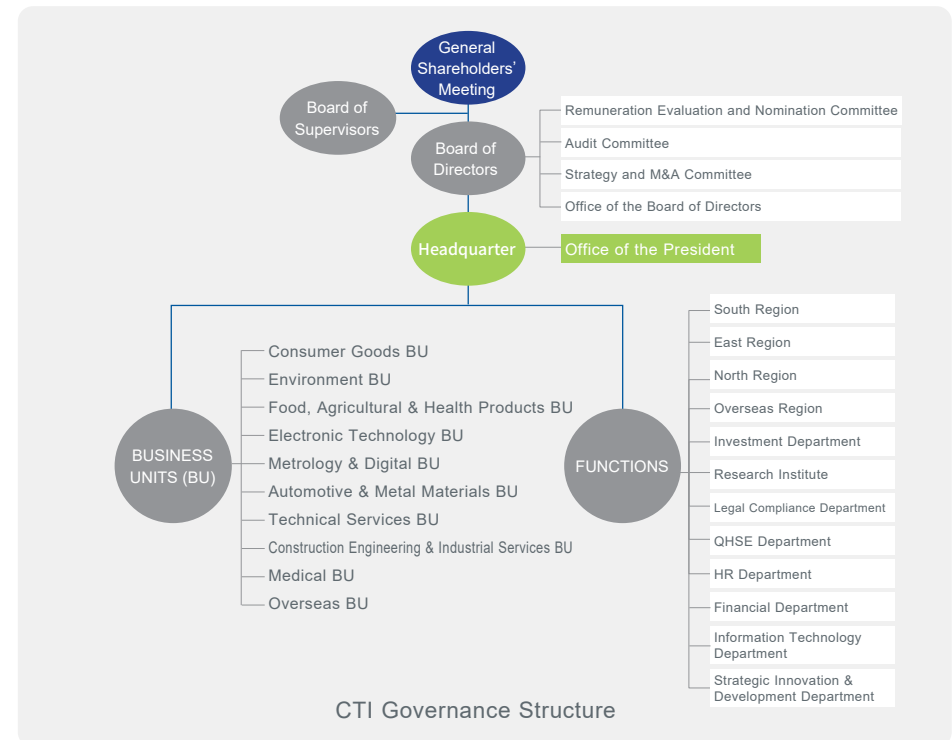 General
Shareholders'
Meeting
Board of
Supervisors
Board of
Directors
Remuneration Evaluation and Nomination Committee
Audit Committee
Strategy and M&A Committee
Office of the Board of Directors
Headquarter
Office of the President
BUSINESS
UNITS (BU)
Consumer Goods BU
Environment BU
Food, Agricultural & Health Products BU
Electronic Technology BU
Metrology & Digital BU
Automotive & Metal Materials BU
Technical Services BU
Construction Engineering & Industrial Services BU
Medical BU
Overseas BU
FUNCTIONS
South Region
East Region
North Region
Overseas Region
Investment Department
Research Institute
Legal Compliance Department
QHSE Department
HR Department
Financial Department
Information Technology
Department
Strategic Innovation &
Development Department
CTI Governance Structure